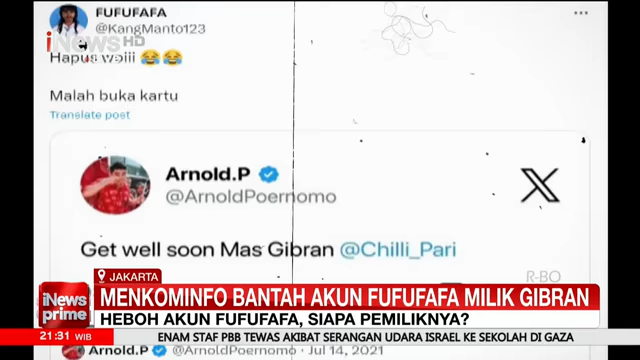 FUFUFAFA
@KangManto123
iNews HD
Hapus woiii 😂😂
Malah buka kartu
Translate post
Arnold.P
@ArnoldPoernomo
X
Get well soon Mas Gibran @Chilli_Pari
R-BO
JAKARTA
iNews prime
MENKOMINFO BANTAH AKUN FUFUFAFA MILIK GIBRAN
HEBOH AKUN FUFUFAFA, SIAPA PEMILIKNYA?
21:31 WIB
ENAM STAF PBB TEWAS AKIBAT SERANGAN UDARA ISRAEL KE SEKOLAH DI GAZA
Arnold.P @ArnoldPoernomo · Jul 14, 2021